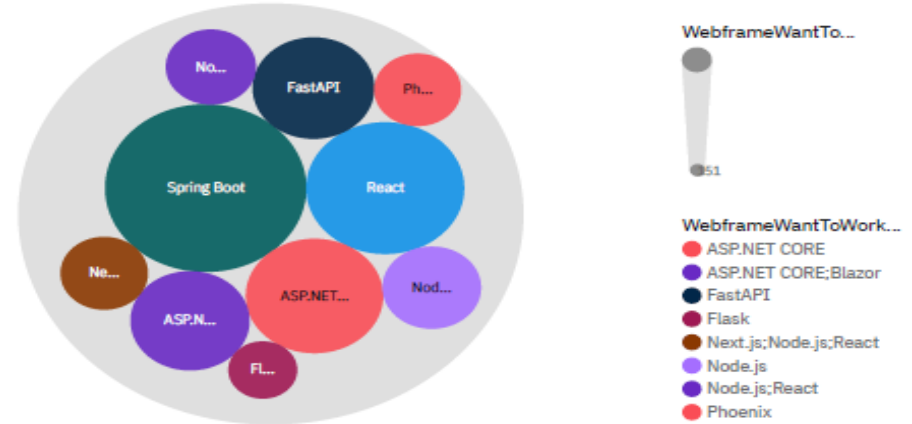 No...
FastAPI
Ph...
Spring Boot
React
Ne...
ASP.N...
ASP.NET...
Nod...
Fl...
WebframeWantTo...
351
WebframeWantToWork...
ASP.NET CORE
ASP.NET CORE;Blazor
FastAPI
Flask
Next.js;Node.js;React
Node.js
Node.js;React
Phoenix